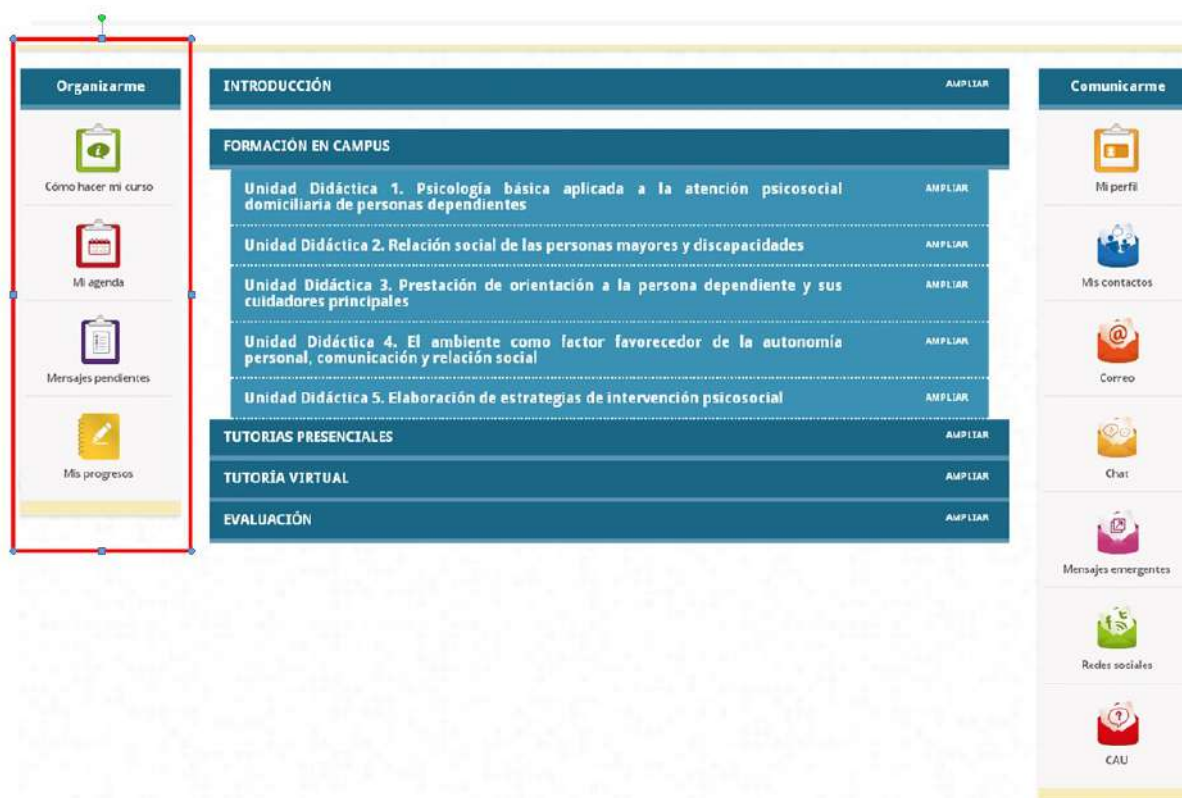 Organizarme
Cómo hacer mi curso
Mi agenda
Mensajes pendientes
Mis progresos
INTRODUCCIÓN AMPLIAR
FORMACIÓN EN CAMPUS
Unidad Didáctica 1. Psicología básica aplicada a la atención psicosocial AMPLIAR
domiciliaria de personas dependientes
Unidad Didáctica 2. Relación social de las personas mayores y discapacidades AMPLIAR
Unidad Didáctica 3. Prestación de orientación a la persona dependiente y sus AMPLIAR
cuidadores principales
Unidad Didáctica 4. El ambiente como factor favorecedor de la autonomía AMPLIAR
personal, comunicación y relación social
Unidad Didáctica 5. Elaboración de estrategias de intervención psicosocial AMPLIAR
TUTORIAS PRESENCIALES AMPLIAR
TUTORÍA VIRTUAL AMPLIAR
EVALUACIÓN AMPLIAR
Comunicarme
Mi perfil
Mis contactos
Correo
Chat
Mensajes emergentes
Redes sociales
CAU